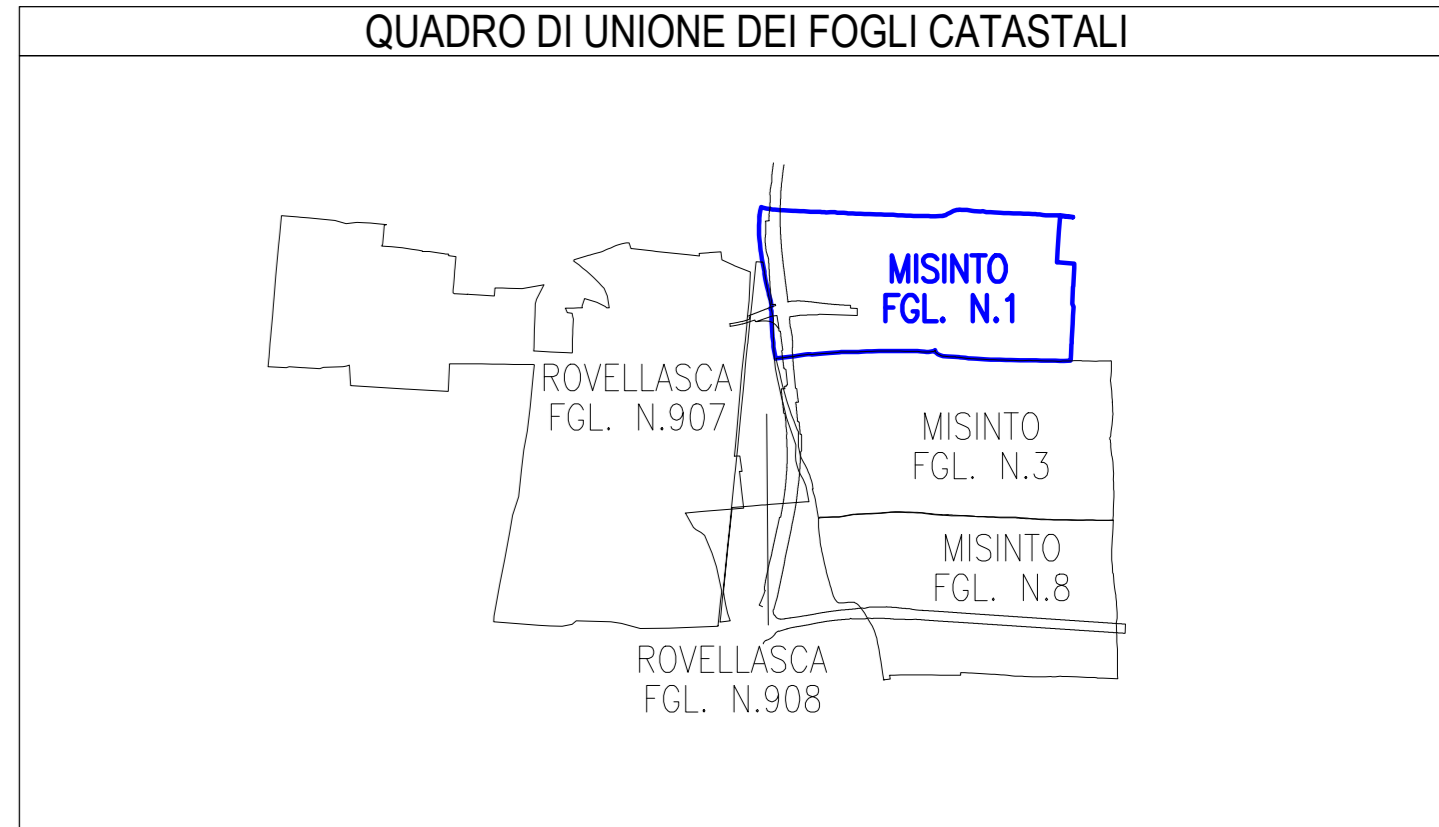 QUADRO DI UNIONE DEI FOGLI CATASTALI
MISINTO
FGL. N.1
ROVELLASCA
FGL. N.907
MISINTO
FGL. N.3
MISINTO
FGL. N.8
ROVELLASCA
FGL. N.908